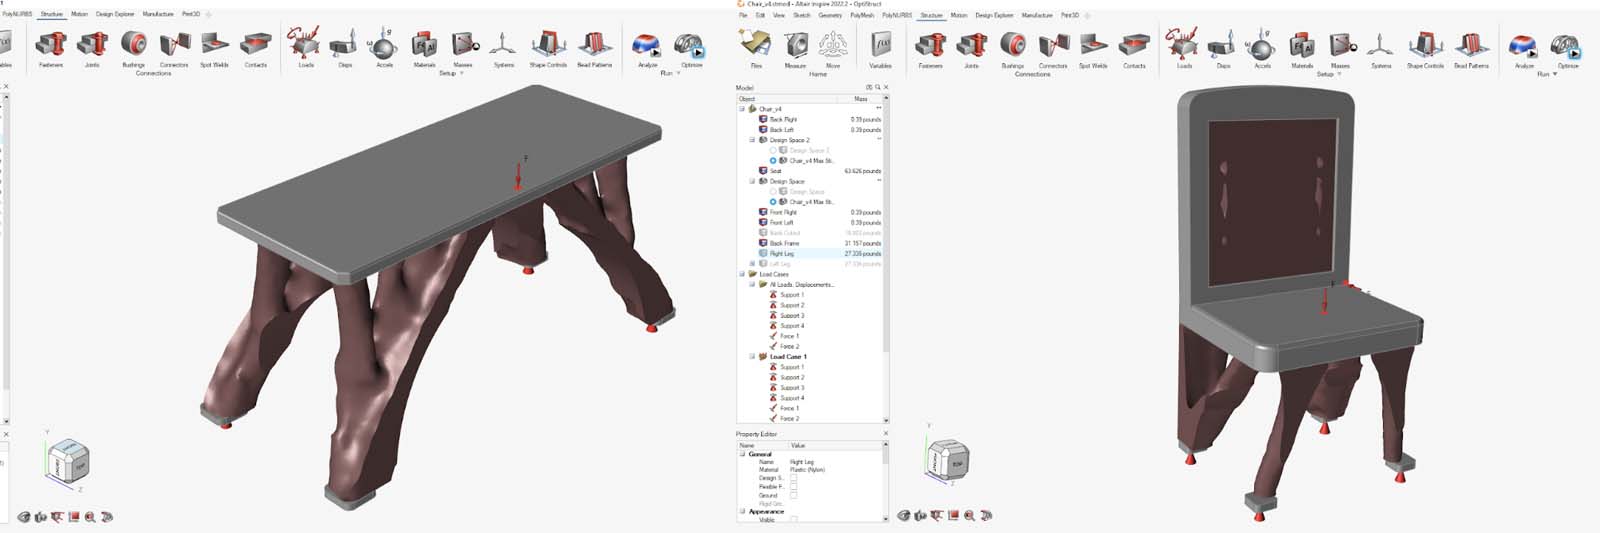 PolyNURBS Structure Motion Design Explorer Manufacture Print3D
Fasteners Joints Bushings Connectors Spot Welds Contacts Loads Disps Accels Materials Masses Systems Shape Controls Bead Patterns Analyze Optimize
Connections Setup Run
Y
Z
TOP
F
Chair_v4.stmod - Altair Inspire 2022.2 - OptiStruct
File Edit View Sketch Geometry PolyMesh PolyNURBS Structure Motion Design Explorer Manufacture Print3D
Files Measure Move Variables Fasteners Joints Bushings Connectors Spot Welds Contacts Loads Disps Accels Materials Masses Systems Shape Controls Bead Patterns Analyze Optimize
Home Connections Setup Run
Model
Object Mass
Chair_v4
Back Right 0.39 pounds
Back Left 0.39 pounds
Design Space 2
Design Space 2
Chair_v4 Max St...
Seat 63.626 pounds
Design Space
Design Space
Chair_v4 Max St...
Front Right 0.39 pounds
Front Left 0.39 pounds
Back Cutout
Back Frame 31.157 pounds
Right Leg 27.336 pounds
Left Leg 27.336 pounds
Load Cases
All Loads, Displacements...
Support 1
Support 2
Support 3
Support 4
Force 1
Force 2
Load Case 1
Support 1
Support 2
Support 3
Support 4
Force 1
Force 2
Property Editor
Name Value
General
Name Right Leg
Material Plastic (Nylon)
Design S...
Flexible F...
Ground
Rigid Gro...
Appearance
Visible
Y
Z
FRONT
TOP
F